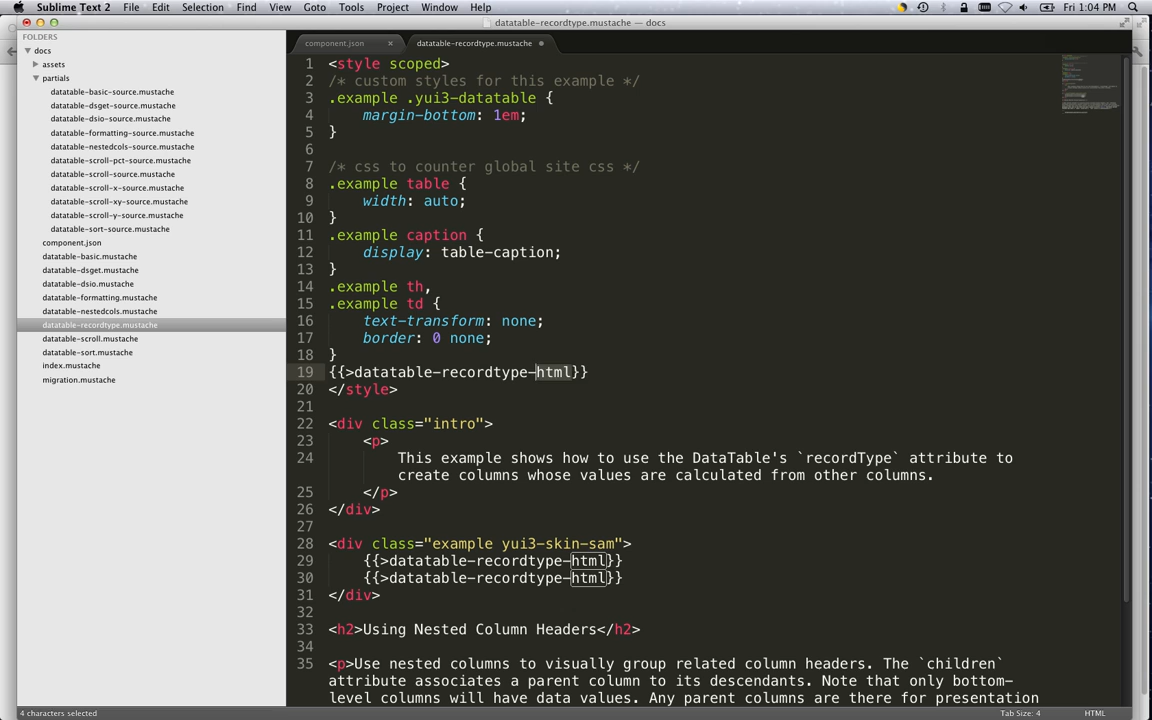 Sublime Text 2 File Edit Selection Find View Goto Tools Project Window Help Fri 1:04 PM
datatable-recordtype.mustache — docs
FOLDERS
docs
assets
partials
datatable-basic-source.mustache
datatable-dsget-source.mustache
datatable-dsio-source.mustache
datatable-formatting-source.mustache
datatable-nestedcols-source.mustache
datatable-scroll-pct-source.mustache
datatable-scroll-source.mustache
datatable-scroll-x-source.mustache
datatable-scroll-xy-source.mustache
datatable-scroll-y-source.mustache
datatable-sort-source.mustache
component.json
datatable-basic.mustache
datatable-dsget.mustache
datatable-dsio.mustache
datatable-formatting.mustache
datatable-nestedcols.mustache
datatable-recordtype.mustache
datatable-scroll.mustache
datatable-sort.mustache
index.mustache
migration.mustache
component.json × datatable-recordtype.mustache
1 <style scoped>
2 /* custom styles for this example */
3 .example .yui3-datatable {
4 margin-bottom: 1em;
5 }
6
7 /* css to counter global site css */
8 .example table {
9 width: auto;
10 }
11 .example caption {
12 display: table-caption;
13 }
14 .example th,
15 .example td {
16 text-transform: none;
17 border: 0 none;
18 }
19 {{>datatable-recordtype-html}}
20 </style>
21
22 <div class="intro">
23 <p>
24 This example shows how to use the DataTable's `recordType` attribute to
create columns whose values are calculated from other columns.
25 </p>
26 </div>
27
28 <div class="example yui3-skin-sam">
29 {{>datatable-recordtype-html}}
30 {{>datatable-recordtype-html}}
31 </div>
32
33 <h2>Using Nested Column Headers</h2>
34
35 <p>Use nested columns to visually group related column headers. The `children`
attribute associates a parent column to its descendants. Note that only bottom-
level columns will have data values. Any parent columns are there for presentation
4 characters selected Tab Size: 4 HTML